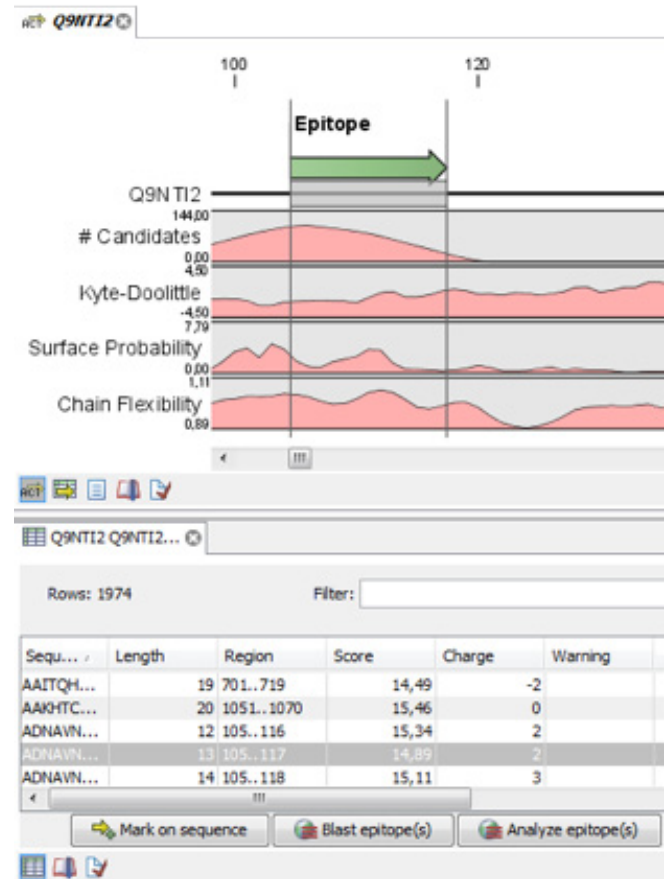 ACT Q9NTI2
100 120
Epitope
Q9NTI2
144,00
# Candidates
0,00
4,50
Kyte-Doolittle
-4,50
7,79
Surface Probability
0,00
1,11
Chain Flexibility
0,89
ACT
Q9NTI2 Q9NTI2...
Rows: 1974 Filter:
Sequ... Length Region Score Charge Warning
AAITQH... 19 701..719 14,49 -2
AAKHTC... 20 1051..1070 15,46 0
ADNAVN... 12 105..116 15,34 2
ADNAVN... 13 105..117 14,89 2
ADNAVN... 14 105..118 15,11 3
Mark on sequence Blast epitope(s) Analyze epitope(s)